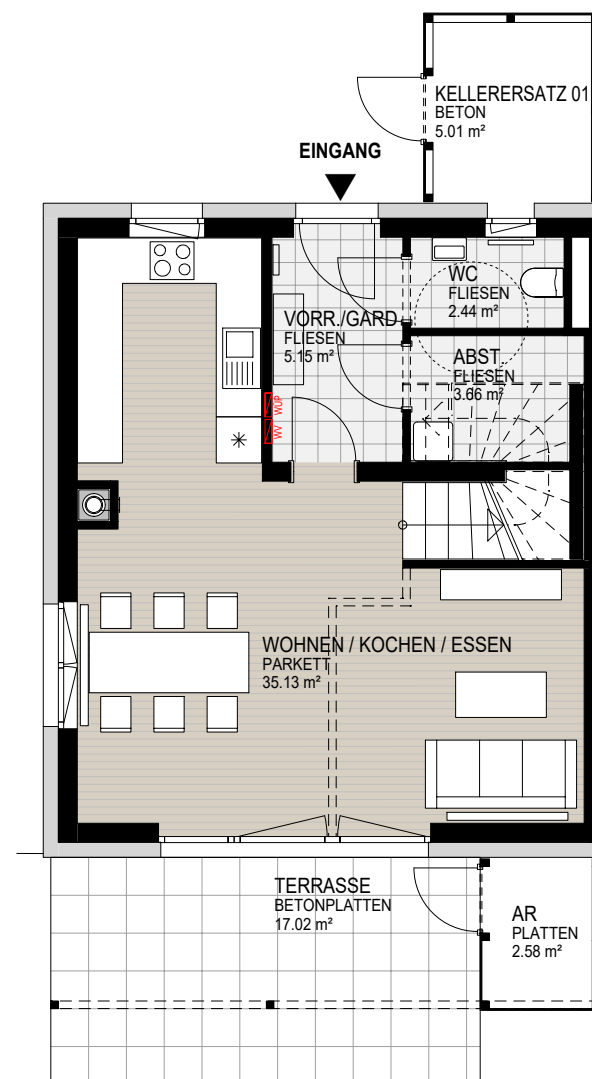 KELLERERSATZ 01
BETON
5.01 m²
EINGANG
WC
FLIESEN
2.44 m²
VORR./GARD
FLIESEN
5.15 m²
ABST.
FLIESEN
3.66 m²
WV WUP
WOHNEN / KOCHEN / ESSEN
PARKETT
35.13 m²
TERRASSE
BETONPLATTEN
17.02 m²
AR
PLATTEN
2.58 m²